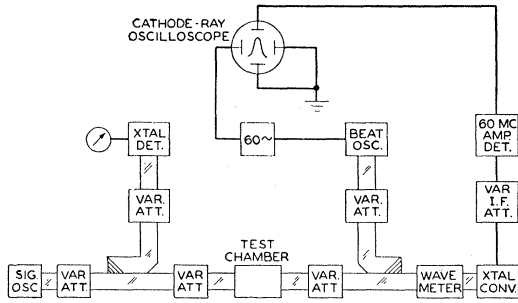 CATHODE-RAY
OSCILLOSCOPE
XTAL
DET.
60~
BEAT
OSC.
60 MC
AMP.
DET.
VAR.
ATT.
VAR.
ATT.
VAR
I.F.
ATT.
TEST
CHAMBER
SIG.
OSC
VAR
ATT.
VAR
ATT
VAR.
ATT
WAVE
METER
XTAL
CONV.